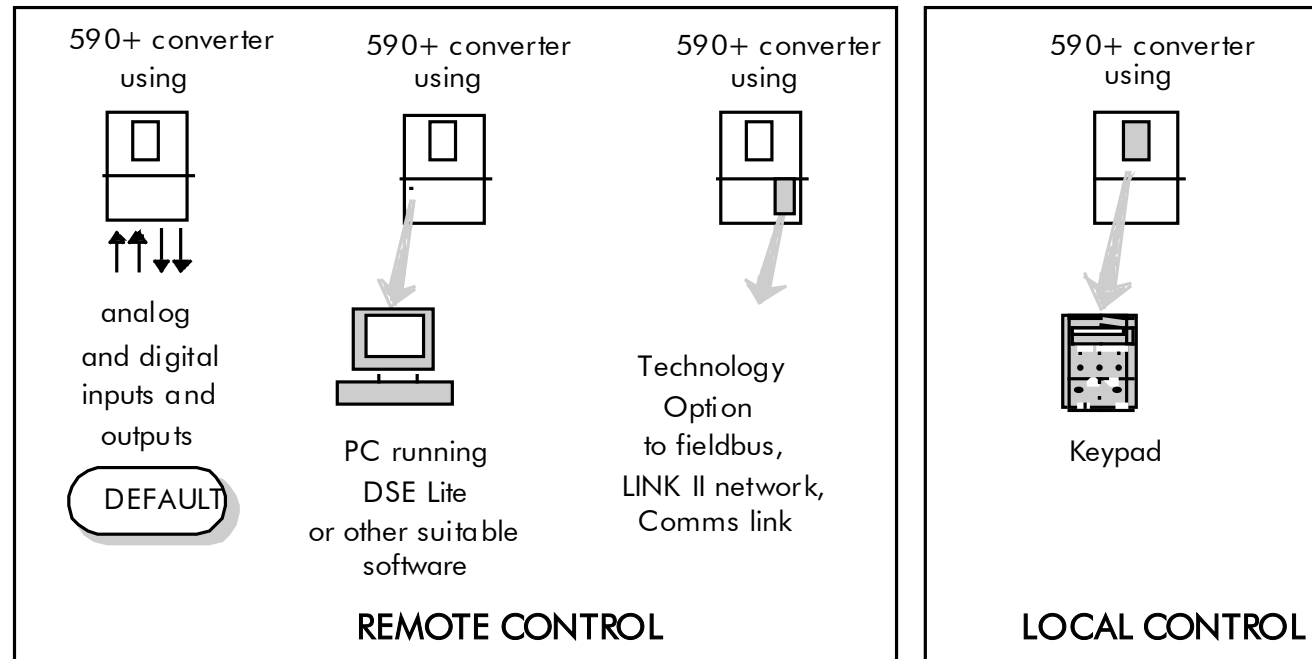 590+ converter
using
analog
and digital
inputs and
outputs
DEFAULT
590+ converter
using
PC running
DSE Lite
or other suitable
software
590+ converter
using
Technology
Option
to fieldbus,
LINK II network,
Comms link
REMOTE CONTROL
590+ converter
using
Keypad
LOCAL CONTROL